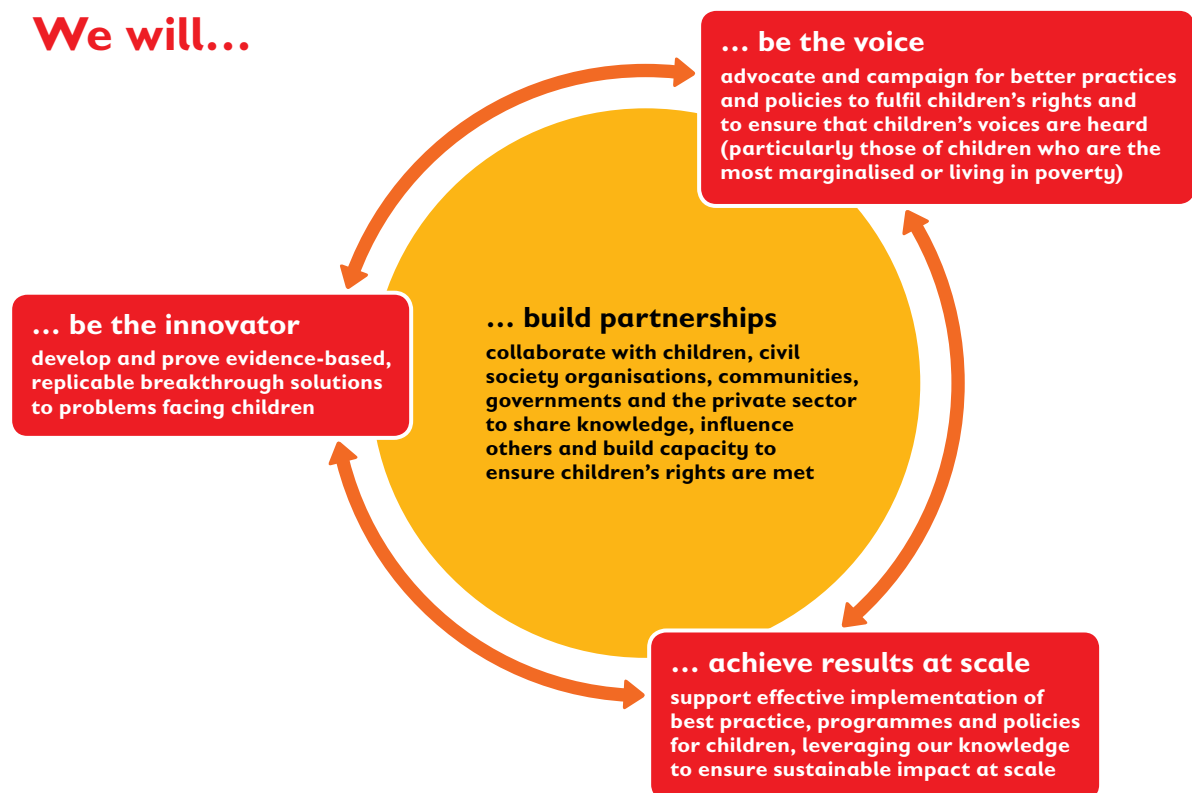 We will...
... be the voice
advocate and campaign for better practices
and policies to fulfil children’s rights and
to ensure that children’s voices are heard
(particularly those of children who are the
most marginalised or living in poverty)
... be the innovator
develop and prove evidence-based,
replicable breakthrough solutions
to problems facing children
... build partnerships
collaborate with children, civil
society organisations, communities,
governments and the private sector
to share knowledge, influence
others and build capacity to
ensure children’s rights are met
... achieve results at scale
support effective implementation of
best practice, programmes and policies
for children, leveraging our knowledge
to ensure sustainable impact at scale